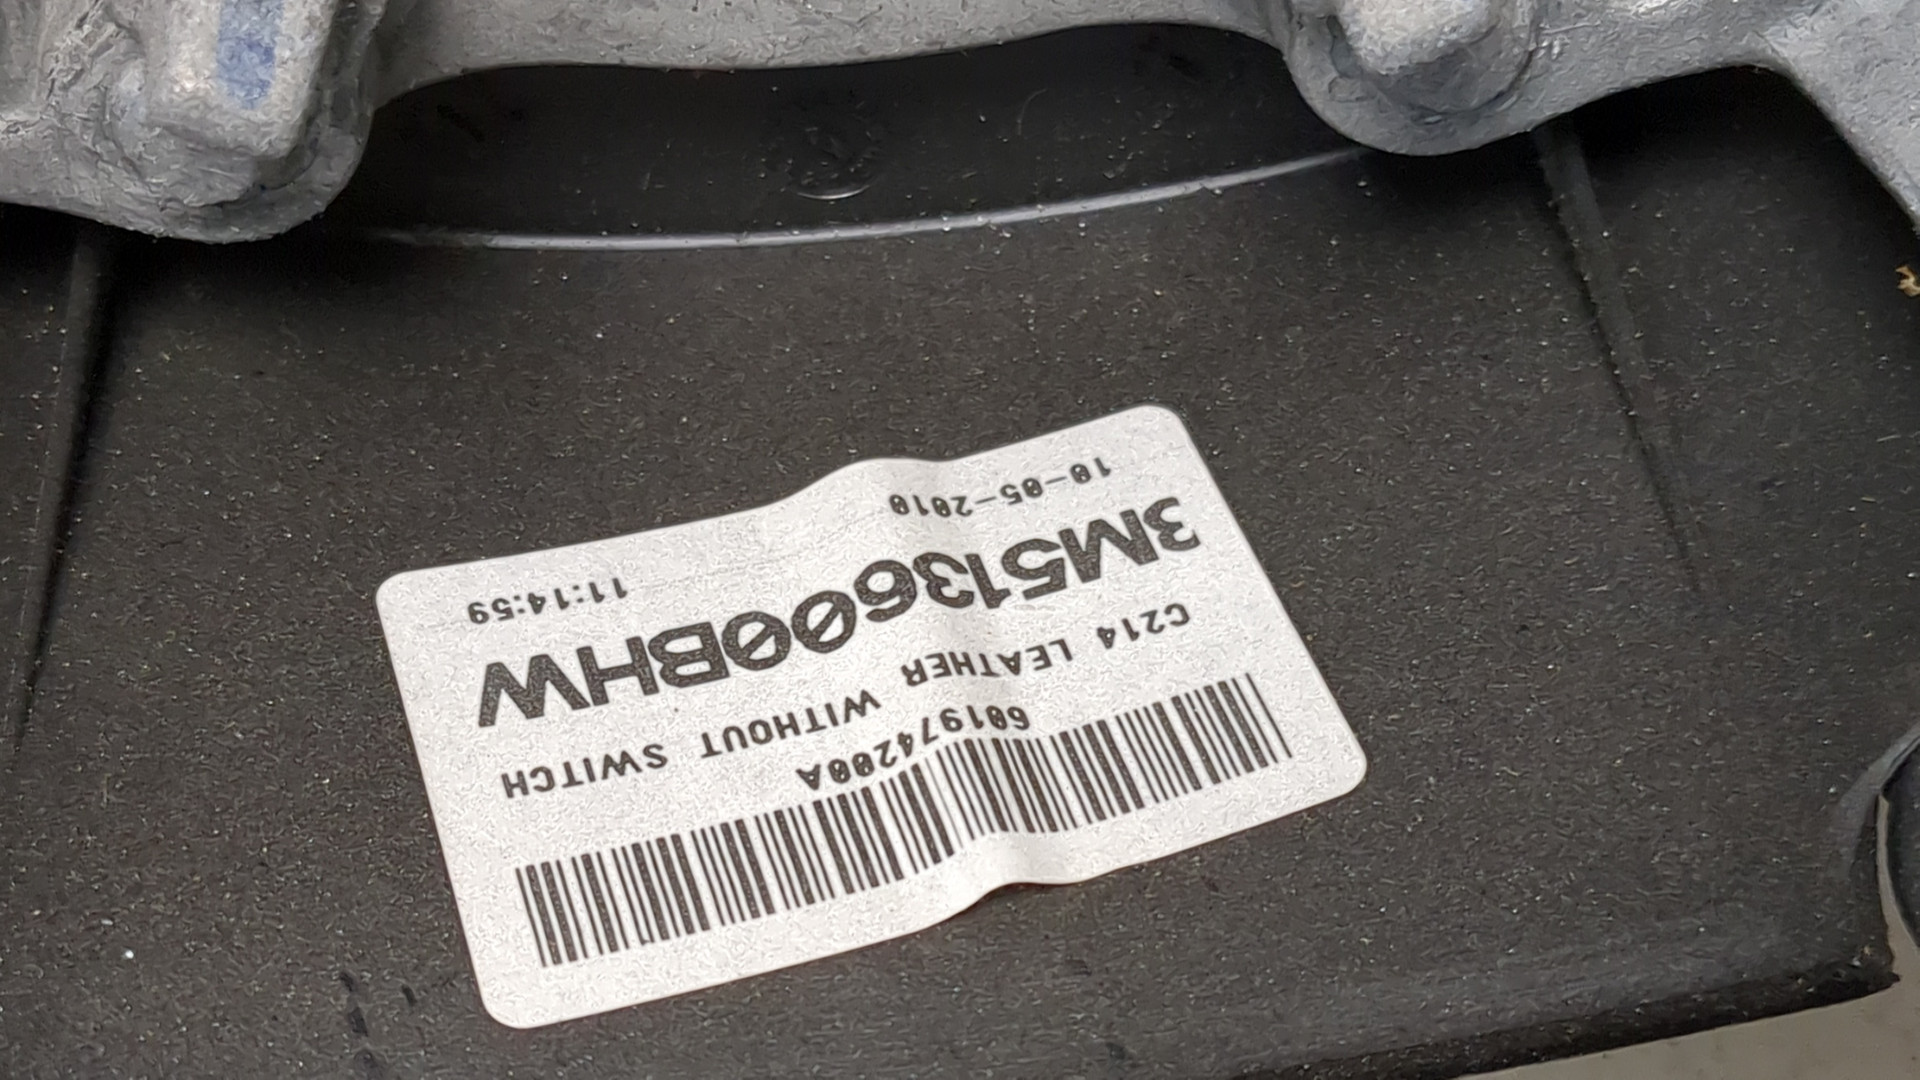 601974200A
C214 LEATHER WITHOUT SWITCH
3M513600BHW
10-05-2010 11:14:59